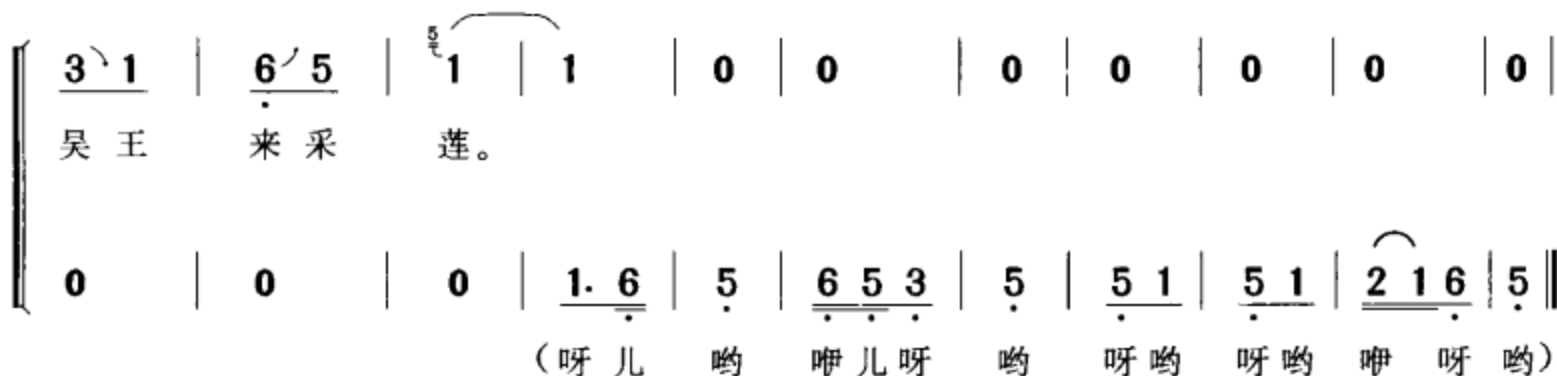 3 1 | 6 5 | 5 1 | 1 | 0 | 0 | 0 | 0 | 0 | 0 | 0 |
吴 王 来 采 莲。
0 | 0 | 0 | 1. 6 | 5 | 6 5 3 | 5 | 5 1 | 5 1 | 2 1 6 | 5
（呀 儿 哟 咿 儿 呀 哟 呀 哟 呀 哟 咿 呀 哟）